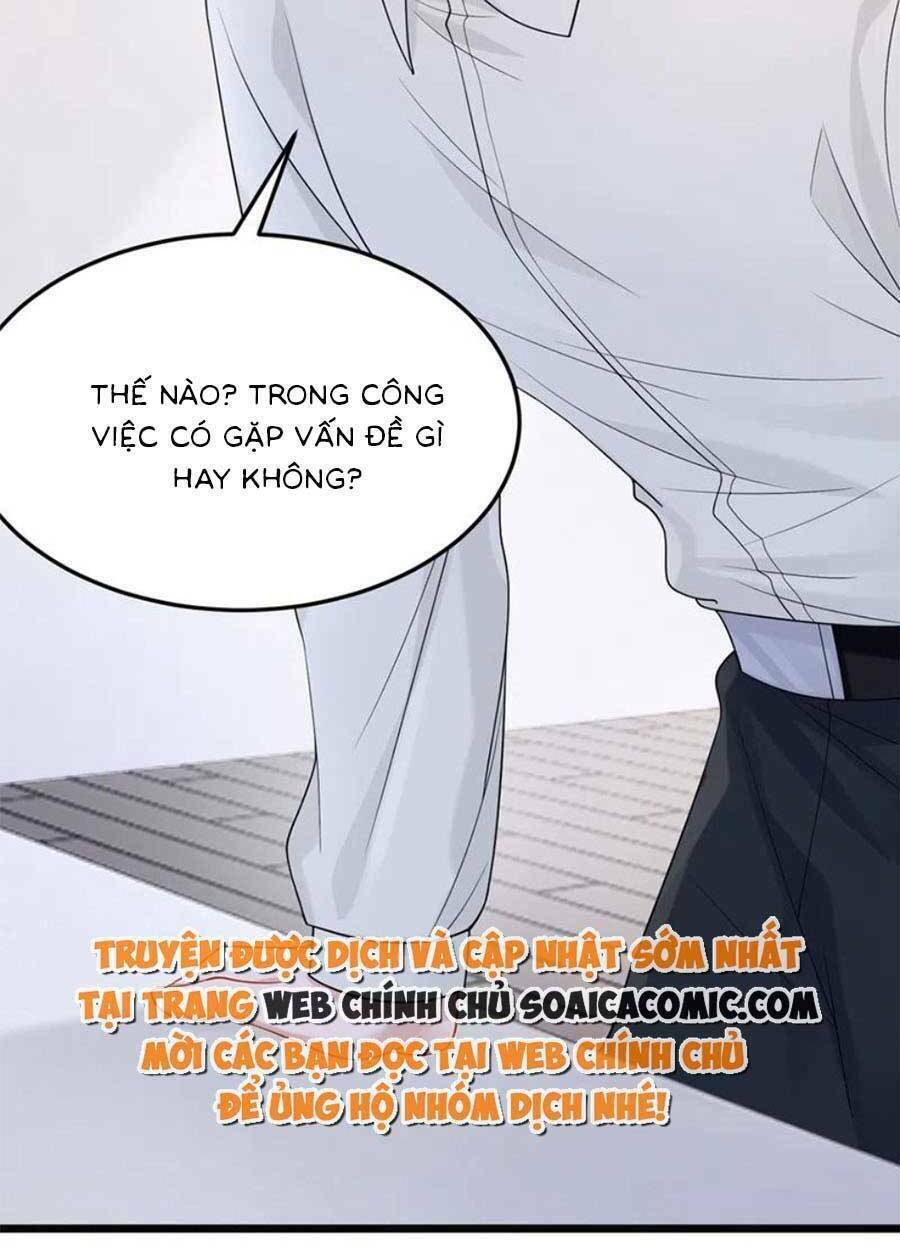 THẾ NÀO? TRONG CÔNG
VIỆC CÓ GẶP VẤN ĐỀ GÌ
HAY KHÔNG?
TRUYỆN ĐƯỢC DỊCH VÀ CẬP NHẬT SỚM NHẤT
TẠI TRANG WEB CHÍNH CHỦ SOAICACOMIC.COM
MỜI CÁC BẠN ĐỌC TẠI WEB CHÍNH CHỦ
ĐỂ ỦNG HỘ NHÓM DỊCH NHÉ!